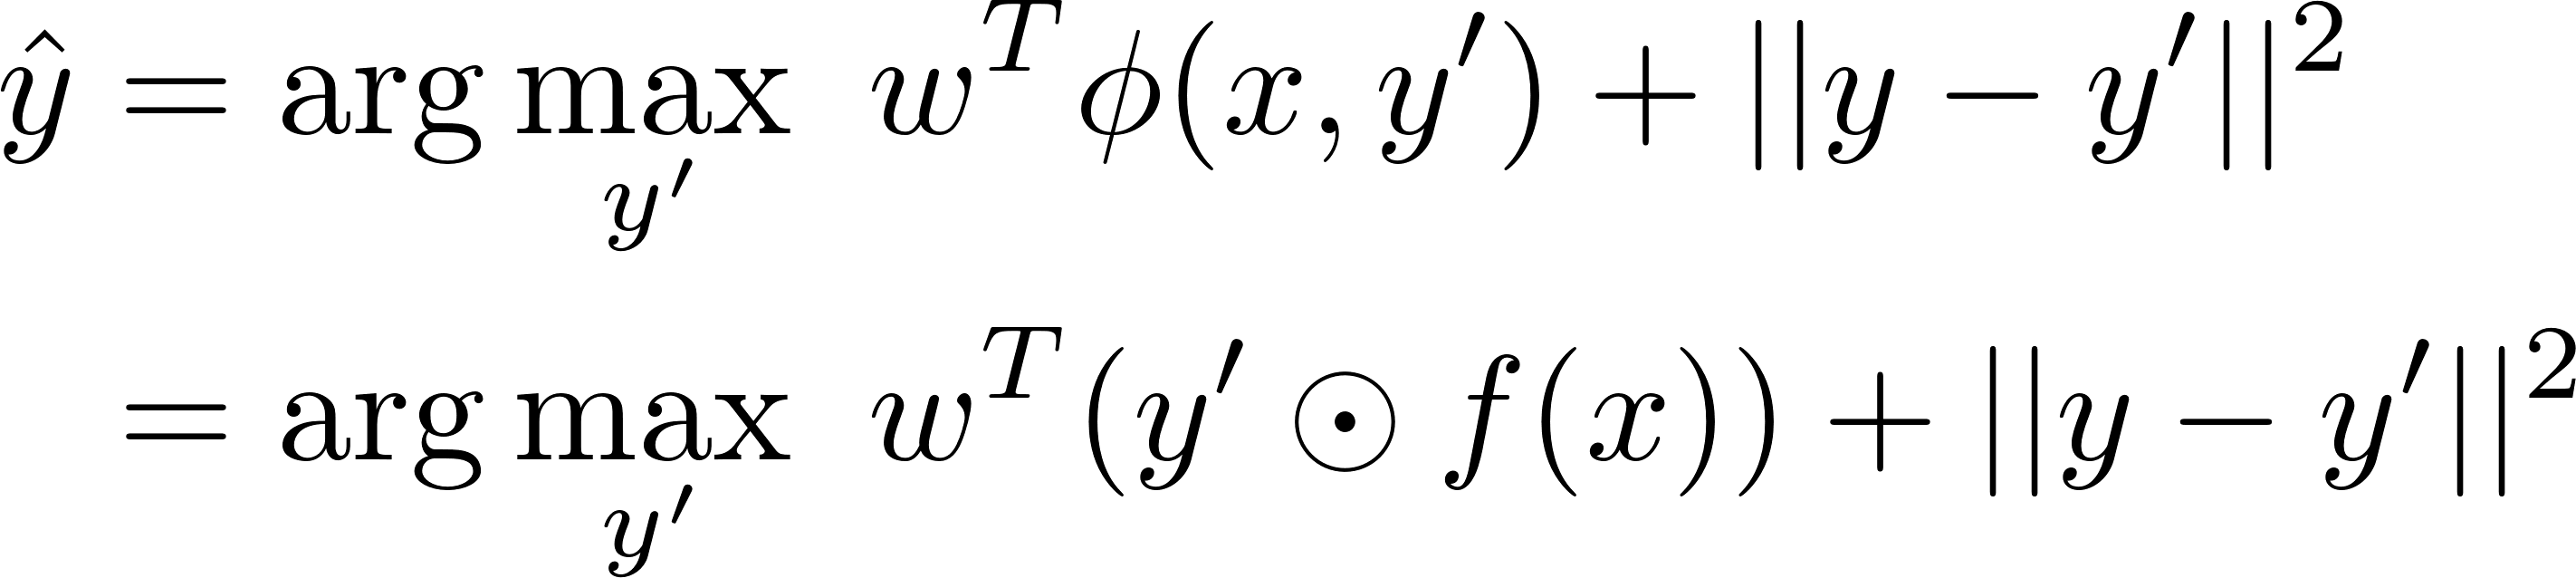 ŷ = arg max_{y′} w^T ϕ(x, y′) + ||y − y′||²
= arg max_{y′} w^T (y′ ⊙ f(x)) + ||y − y′||²